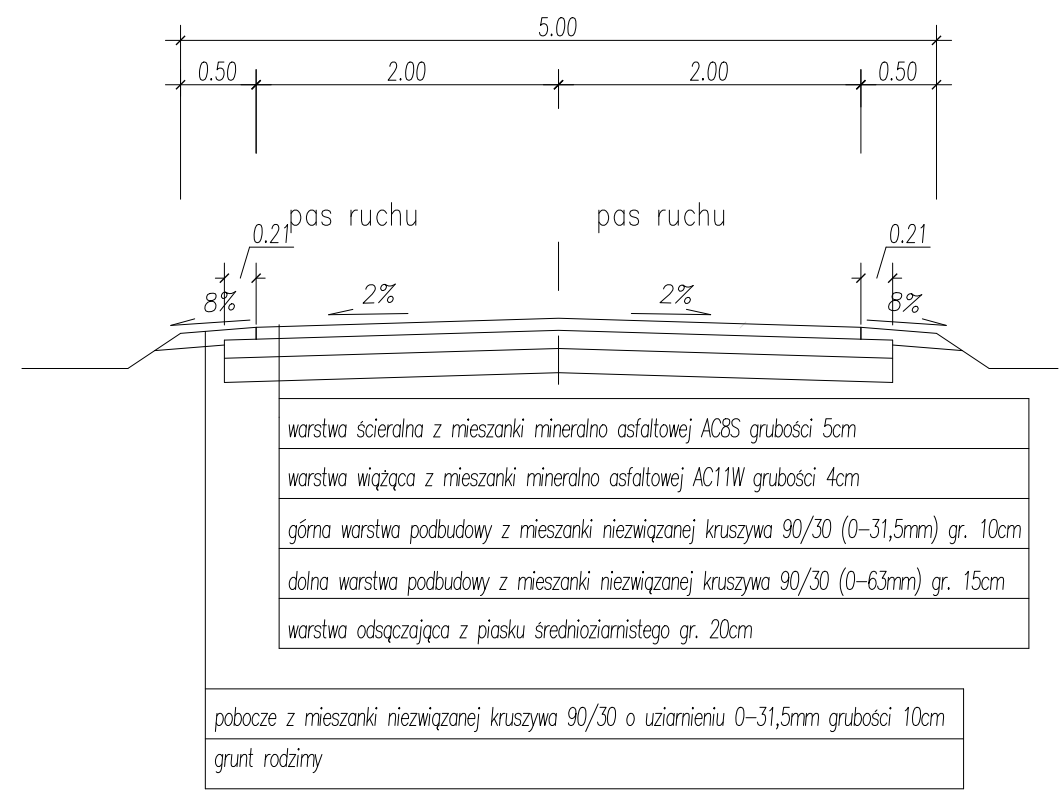 5.00
0.50 2.00 2.00 0.50
pas ruchu pas ruchu
0.21 0.21
8% 2% 2% 8%
warstwa ścieralna z mieszanki mineralno asfaltowej AC8S grubości 5cm
warstwa wiążąca z mieszanki mineralno asfaltowej AC11W grubości 4cm
górna warstwa podbudowy z mieszanki niezwiązanej kruszywa 90/30 (0-31,5mm) gr. 10cm
dolna warstwa podbudowy z mieszanki niezwiązanej kruszywa 90/30 (0-63mm) gr. 15cm
warstwa odsączająca z piasku średnioziarnistego gr. 20cm
pobocze z mieszanki niezwiązanej kruszywa 90/30 o uziarnieniu 0-31,5mm grubości 10cm
grunt rodzimy